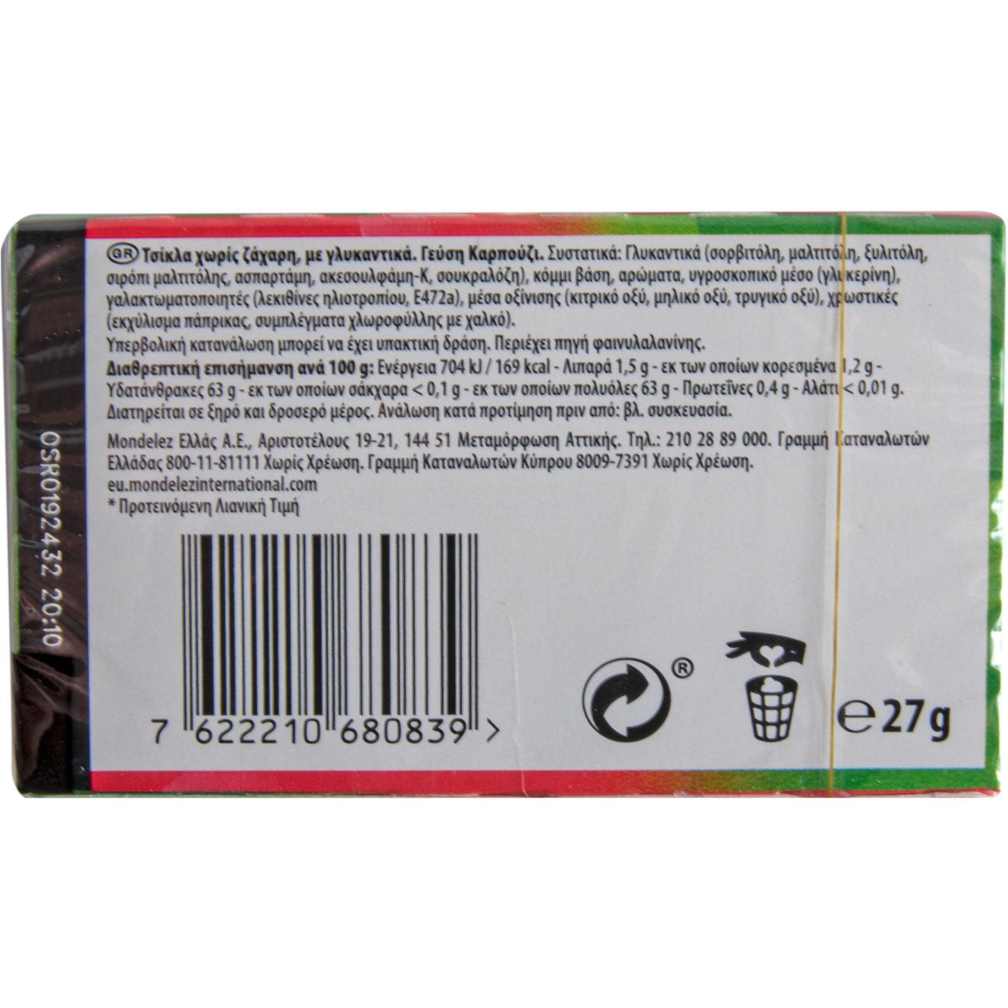 GR Τσίκλα χωρίς ζάχαρη, με γλυκαντικά. Γεύση Καρπούζι. Συστατικά: Γλυκαντικά (σορβιτόλη, μαλτιτόλη, ξυλιτόλη,
σιρόπι μαλτιτόλης, ασπαρτάμη, ακεσουλφάμη-Κ, σουκραλόζη), κόμμι βάση, αρώματα, υγροσκοπικό μέσο (γλυκερίνη),
γαλακτωματοποιητές (λεκιθίνες ηλιοτροπίου, Ε472a), μέσα οξίνισης (κιτρικό οξύ, μηλικό οξύ, τρυγικό οξύ), χρωστικές
(εκχύλισμα πάπρικας, συμπλέγματα χλωροφύλλης με χαλκό).
Υπερβολική κατανάλωση μπορεί να έχει υπακτική δράση. Περιέχει πηγή φαινυλαλανίνης.
Διαθρεπτική επισήμανση ανά 100 g: Ενέργεια 704 kJ / 169 kcal - Λιπαρά 1,5 g - εκ των οποίων κορεσμένα 1,2 g -
Υδατάνθρακες 63 g - εκ των οποίων σάκχαρα < 0,1 g - εκ των οποίων πολυόλες 63 g - Πρωτεΐνες 0,4 g - Αλάτι < 0,01 g.
Διατηρείται σε ξηρό και δροσερό μέρος. Ανάλωση κατά προτίμηση πριν από: βλ. συσκευασία.
Mondelez Ελλάς Α.Ε., Αριστοτέλους 19-21, 144 51 Μεταμόρφωση Αττικής. Τηλ.: 210 28 89 000. Γραμμή Καταναλωτών
Ελλάδας 800-11-81111 Χωρίς Χρέωση. Γραμμή Καταναλωτών Κύπρου 8009-7391 Χωρίς Χρέωση.
eu.mondelezinternational.com
* Προτεινόμενη Λιανική Τιμή
OSR0192432 20:10
7 622210 680839 >
®
℮ 27 g